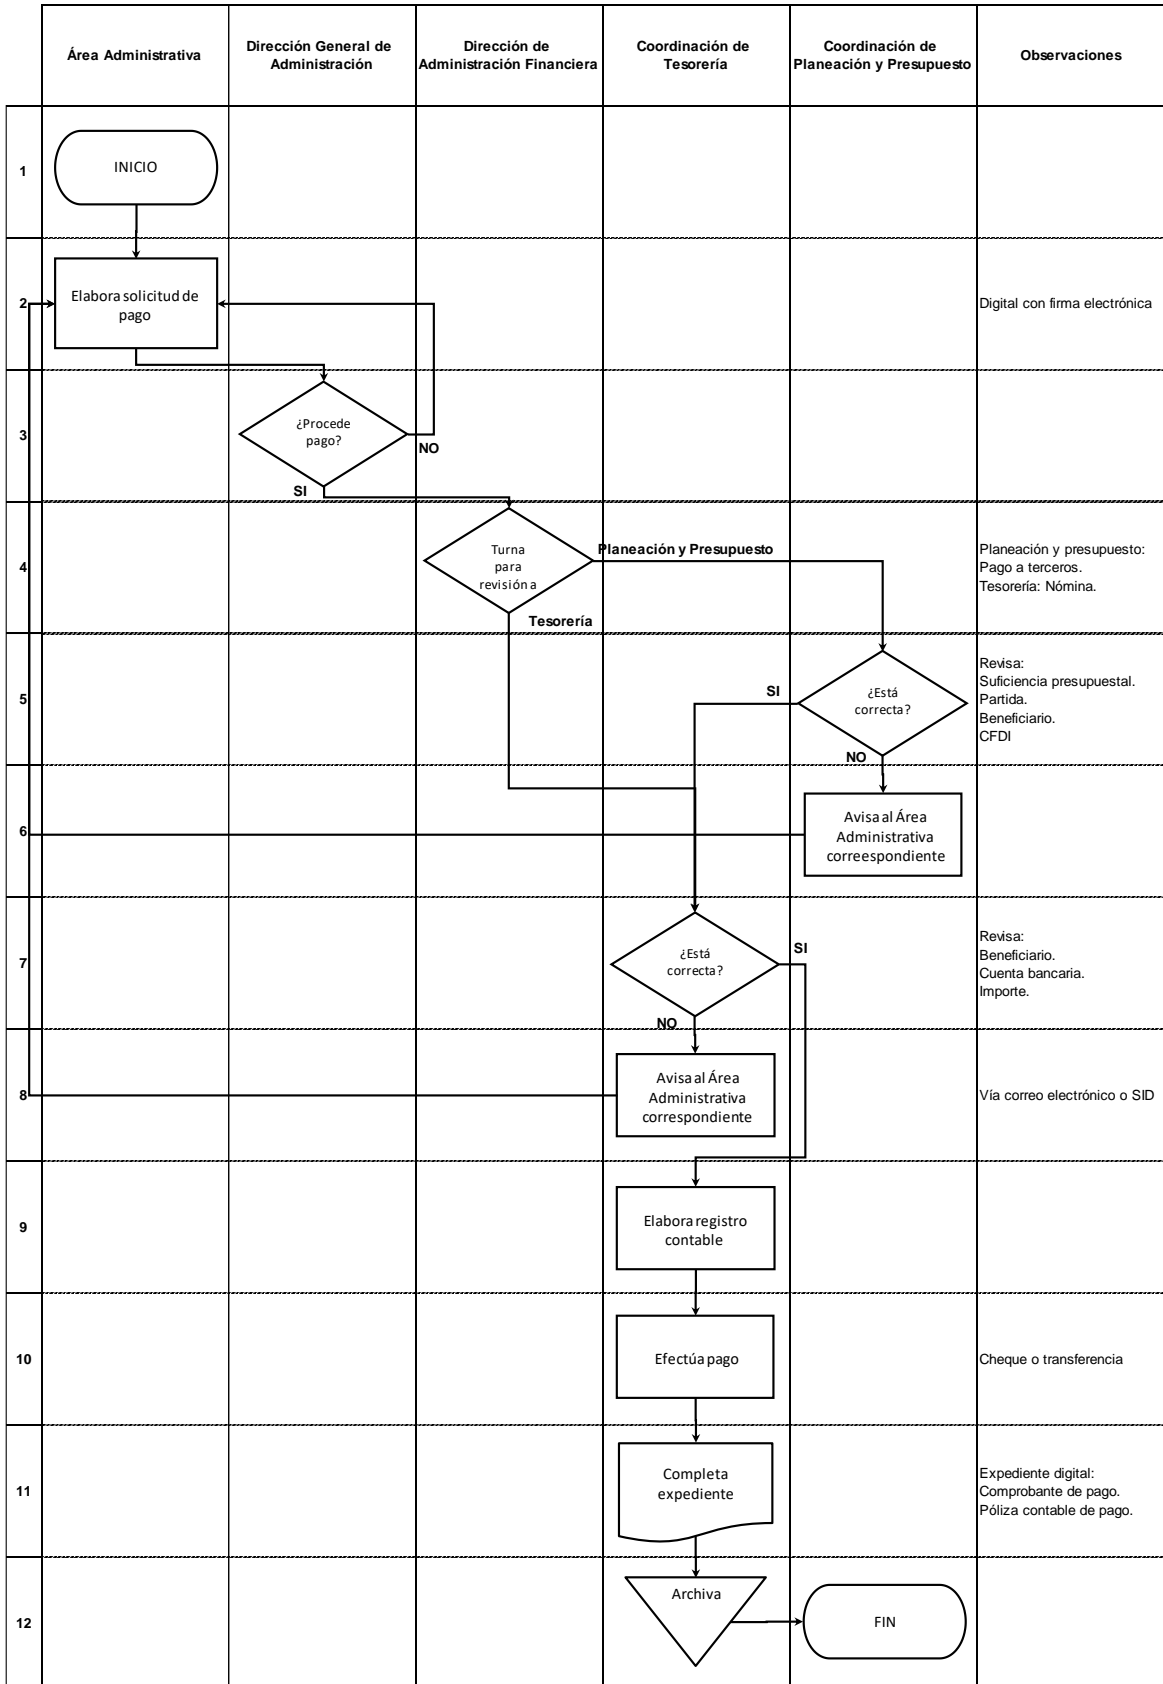 Área Administrativa
Dirección General de
Administración
Dirección de
Administración Financiera
Coordinación de
Tesorería
Coordinación de
Planeación y Presupuesto
Observaciones
1
INICIO
2
Elabora solicitud de
pago
Digital con firma electrónica
3
¿Procede
pago?
NO
SI
4
Turna
para
revisión a
Planeación y Presupuesto
Tesorería
Planeación y presupuesto:
Pago a terceros.
Tesorería: Nómina.
5
SI
¿Está
correcta?
NO
Revisa:
Suficiencia presupuestal.
Partida.
Beneficiario.
CFDI
6
Avisa al Área
Administrativa
correespondiente
7
¿Está
correcta?
SI
NO
Revisa:
Beneficiario.
Cuenta bancaria.
Importe.
8
Avisa al Área
Administrativa
correspondiente
Vía correo electrónico o SID
9
Elabora registro
contable
10
Efectúa pago
Cheque o transferencia
11
Completa
expediente
Expediente digital:
Comprobante de pago.
Póliza contable de pago.
12
Archiva
FIN